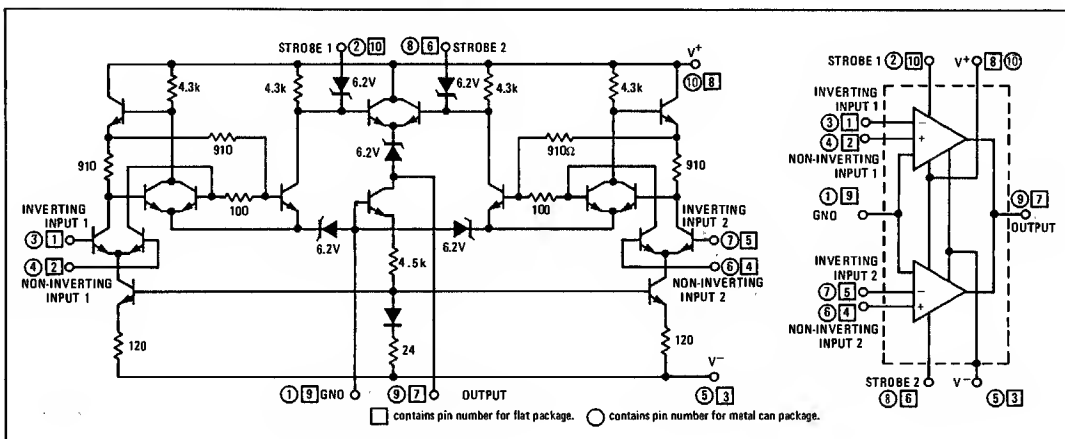 STROBE 1 ② 10
⑧ 6 STROBE 2
V+
⑩ 8
4.3k
4.3k
6.2V
6.2V
4.3k
4.3k
910
910
6.2V
910Ω
910
100
100
INVERTING
INPUT 1
③ 1
④ 2
NON-INVERTING
INPUT 1
6.2V
6.2V
INVERTING
INPUT 2
⑦ 5
⑥ 4
NON-INVERTING
INPUT 2
4.5k
120
24
120
V−
⑤ 3
① 9 GND
⑨ 7 OUTPUT
□ contains pin number for flat package. ○ contains pin number for metal can package.
② 10
STROBE 1
V+
8 ⑩
INVERTING
INPUT 1
③ 1
④ 2
−
+
NON-INVERTING
INPUT 1
① 9
GND
⑨ 7
OUTPUT
INVERTING
INPUT 2
⑦ 5
⑥ 4
−
+
NON-INVERTING
INPUT 2
STROBE 2
⑧ 6
V−
⑤ 3